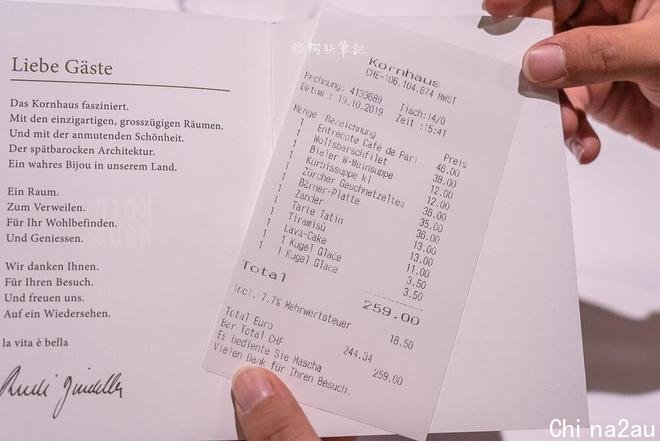 Liebe Gäste
Das Kornhaus fasziniert.
Mit den einzigartigen, grosszügigen Räumen.
Und mit der anmutenden Schönheit.
Der spätbarocken Architektur.
Ein wahres Bijou in unserem Land.
Ein Raum.
Zum Verweilen.
Für Ihr Wohlbefinden.
Und Geniessen.
Wir danken Ihnen.
Für Ihren Besuch.
Und freuen uns.
Auf ein Wiedersehen.
la vita è bella
© 柯軒筆記
Kornhaus
CHE-106.104.874 MWST
Rechnung: 4133689 Tisch:14/0
Datum : 19.10.2019 Zeit :15:41
Menge Bezeichnung Preis
1 Entrecote Café de Pari 46.00
1 Wolfsbarschfilet 38.00
1 Bieler W-Weinsuppe 12.00
1 Kürbissuppe kl 12.00
1 Zürcher Geschnetzeltes 36.00
1 Bärner-Platte 35.00
1 Zander 36.00
1 Tarte Tatin 13.00
1 Tiramisù 13.00
1 Lava-Cake 11.00
1 1 Kugel Glace 3.50
1 1 Kugel Glace 3.50
Total 259.00
incl. 7.7% Mehrwertsteuer 18.50
Total Euro 244.34
Bar Total CHF 259.00
Es bediente Sie Mascha
Vielen Dank für Ihren Besuch.
Chi na2au